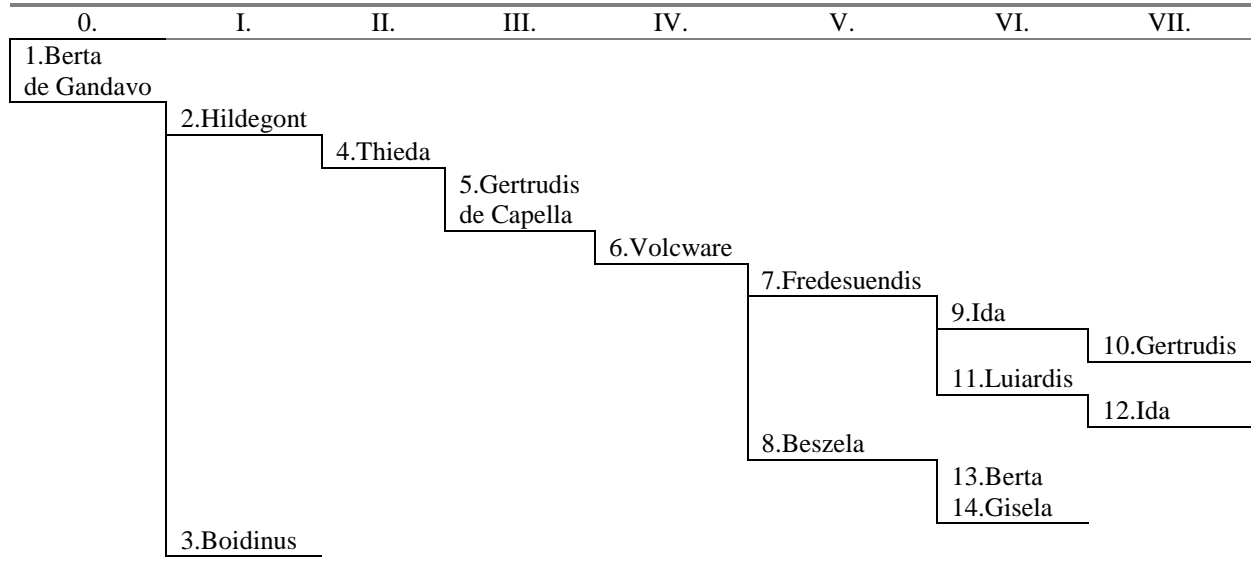 0. I. II. III. IV. V. VI. VII.
1.Berta
de Gandavo
2.Hildegont
4.Thieda
5.Gertrudis
de Capella
6.Volcware
7.Fredesuendis
9.Ida
10.Gertrudis
11.Luiardis
12.Ida
8.Beszela
13.Berta
14.Gisela
3.Boidinus